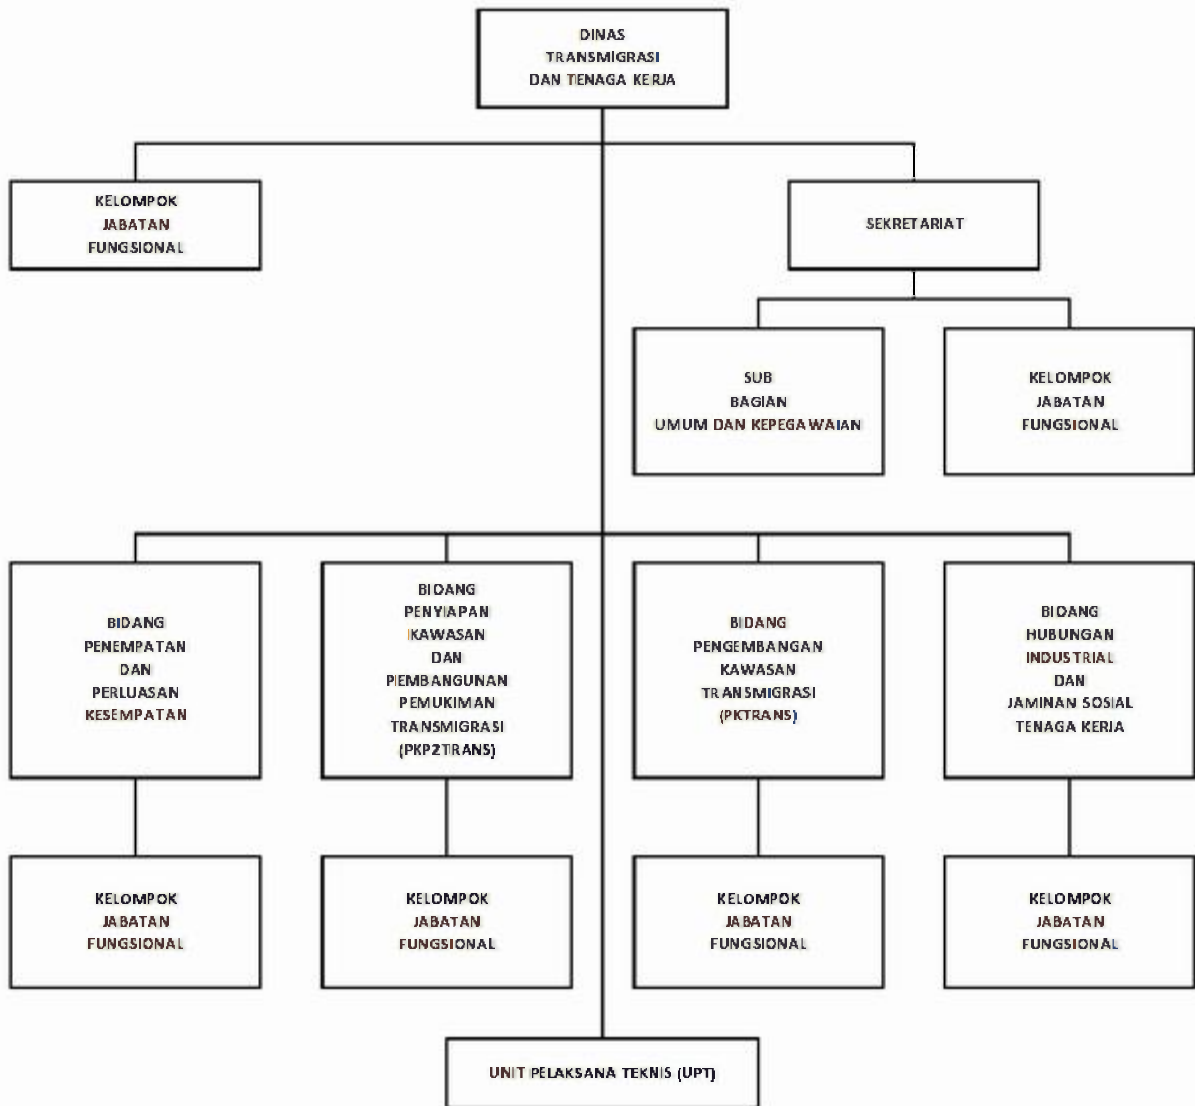 DINAS
TRANSMIGRASI
DAN TENAGA KERJA
KELOMPOK
JABATAN
FUNGSIONAL
SEKRETARIAT
SUB
BAGIAN
UMUM DAN KEPEGAWAIAN
KELOMPOK
JABATAN
FUNGSIONAL
BIDANG
PENEMPATAN
DAN
PERLUASAN
KESEMPATAN
BIDANG
PENYIAPAN
KAWASAN
DAN
PEMBANGUNAN
PEMUKIMAN
TRANSMIGRASI
(PKP2TRANS)
BIDANG
PENGEMBANGAN
KAWASAN
TRANSMIGRASI
(PKTRANS)
BIDANG
HUBUNGAN
INDUSTRIAL
DAN
JAMINAN SOSIAL
TENAGA KERJA
KELOMPOK
JABATAN
FUNGSIONAL
KELOMPOK
JABATAN
FUNGSIONAL
KELOMPOK
JABATAN
FUNGSIONAL
KELOMPOK
JABATAN
FUNGSIONAL
UNIT PELAKSANA TEKNIS (UPT)